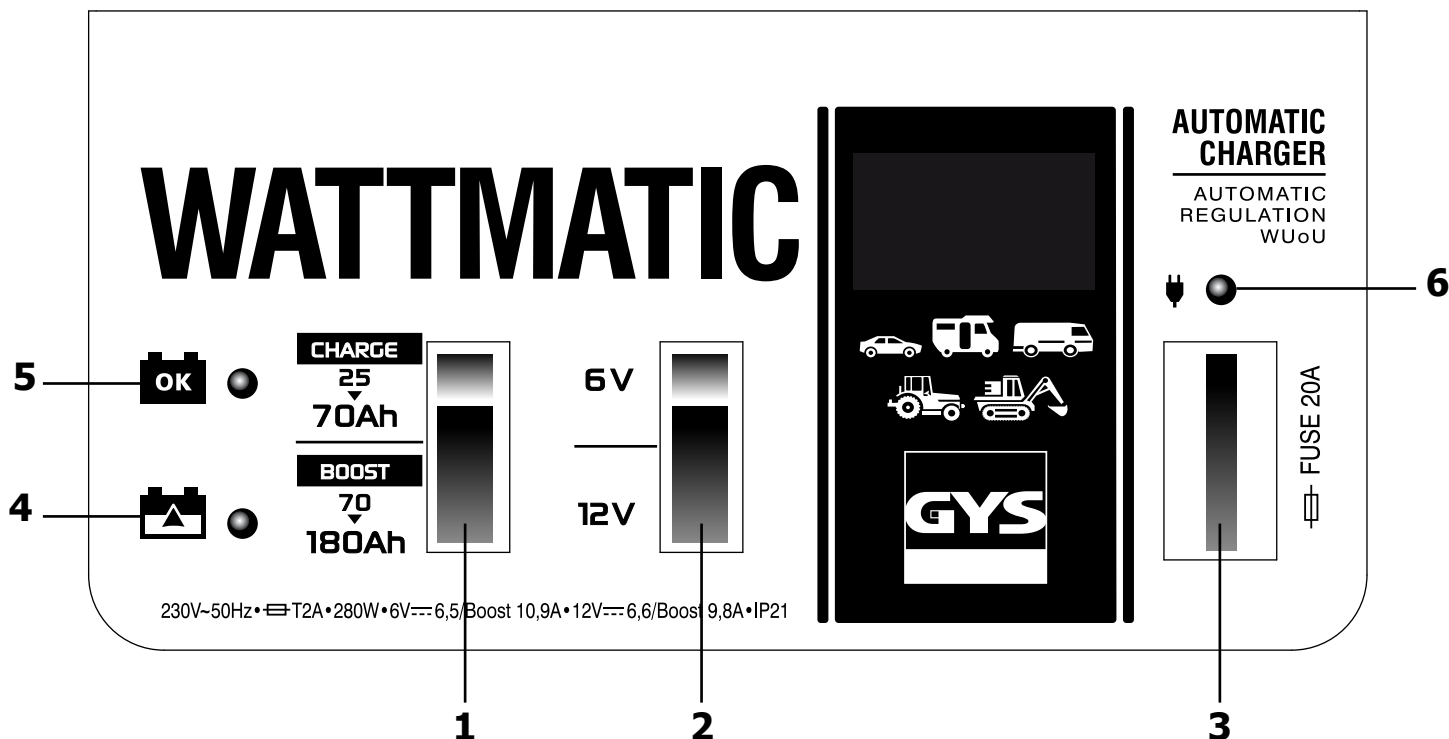 WATTMATIC
AUTOMATIC
CHARGER
AUTOMATIC
REGULATION
WUoU
6
5
OK
CHARGE
25
70Ah
BOOST
70
180Ah
4
6V
12V
GYS
FUSE 20A
230V~50Hz • T2A • 280W • 6V 6,5/Boost 10,9A • 12V 6,6/Boost 9,8A • IP21
1
2
3